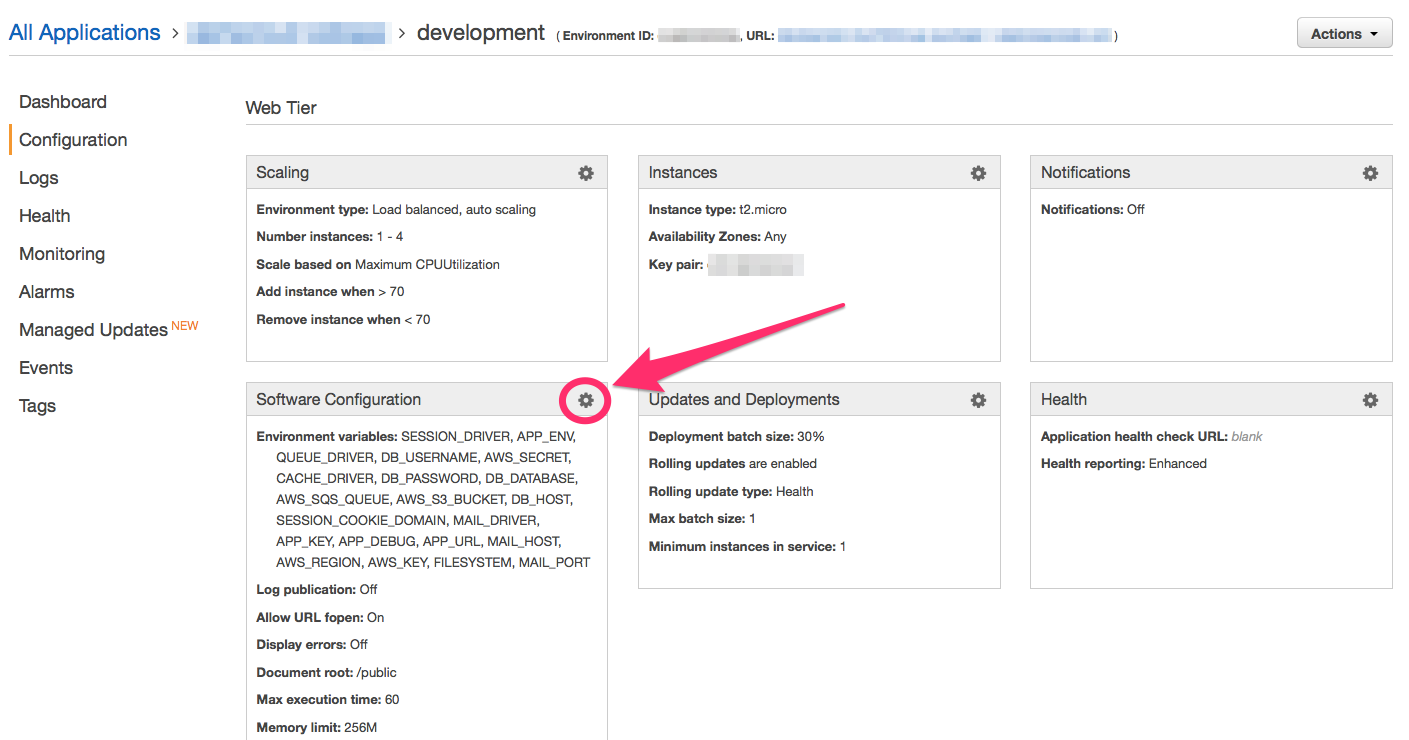 All Applications > > development ( Environment ID: , URL: )
Actions
Dashboard
Configuration
Logs
Health
Monitoring
Alarms
Managed Updates NEW
Events
Tags
Web Tier
Scaling
Environment type: Load balanced, auto scaling
Number instances: 1 - 4
Scale based on Maximum CPUUtilization
Add instance when > 70
Remove instance when < 70
Instances
Instance type: t2.micro
Availability Zones: Any
Key pair:
Notifications
Notifications: Off
Software Configuration
Environment variables: SESSION_DRIVER, APP_ENV,
QUEUE_DRIVER, DB_USERNAME, AWS_SECRET,
CACHE_DRIVER, DB_PASSWORD, DB_DATABASE,
AWS_SQS_QUEUE, AWS_S3_BUCKET, DB_HOST,
SESSION_COOKIE_DOMAIN, MAIL_DRIVER,
APP_KEY, APP_DEBUG, APP_URL, MAIL_HOST,
AWS_REGION, AWS_KEY, FILESYSTEM, MAIL_PORT
Log publication: Off
Allow URL fopen: On
Display errors: Off
Document root: /public
Max execution time: 60
Memory limit: 256M
Updates and Deployments
Deployment batch size: 30%
Rolling updates are enabled
Rolling update type: Health
Max batch size: 1
Minimum instances in service: 1
Health
Application health check URL: blank
Health reporting: Enhanced